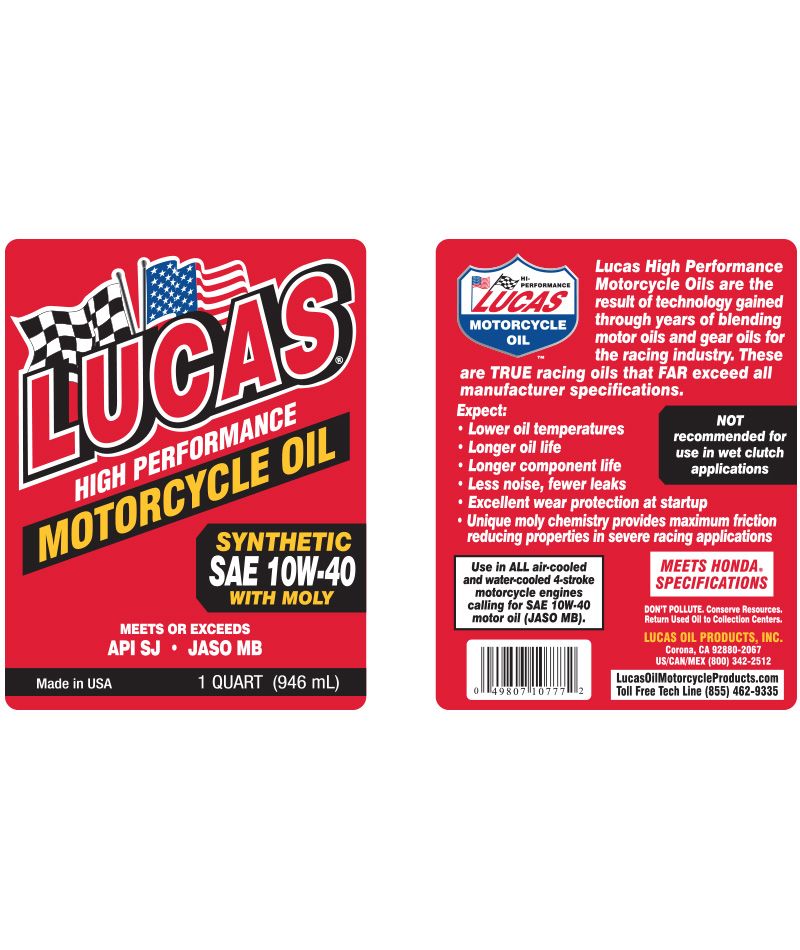 LUCAS®
HIGH PERFORMANCE
MOTORCYCLE OIL
SYNTHETIC
SAE 10W-40
WITH MOLY
MEETS OR EXCEEDS
API SJ • JASO MB
Made in USA
1 QUART (946 mL)
HI-
PERFORMANCE
LUCAS
MOTORCYCLE
OIL
™
Lucas High Performance
Motorcycle Oils are the
result of technology gained
through years of blending
motor oils and gear oils for
the racing industry. These
are TRUE racing oils that FAR exceed all
manufacturer specifications.
Expect:
• Lower oil temperatures
• Longer oil life
• Longer component life
• Less noise, fewer leaks
• Excellent wear protection at startup
• Unique moly chemistry provides maximum friction
reducing properties in severe racing applications
NOT
recommended for
use in wet clutch
applications
Use in ALL air-cooled
and water-cooled 4-stroke
motorcycle engines
calling for SAE 10W-40
motor oil (JASO MB).
MEETS HONDA®
SPECIFICATIONS
DON'T POLLUTE. Conserve Resources.
Return Used Oil to Collection Centers.
LUCAS OIL PRODUCTS, INC.
Corona, CA 92880-2067
US/CAN/MEX (800) 342-2512
LucasOilMotorcycleProducts.com
Toll Free Tech Line (855) 462-9335
0 49807 10777 2